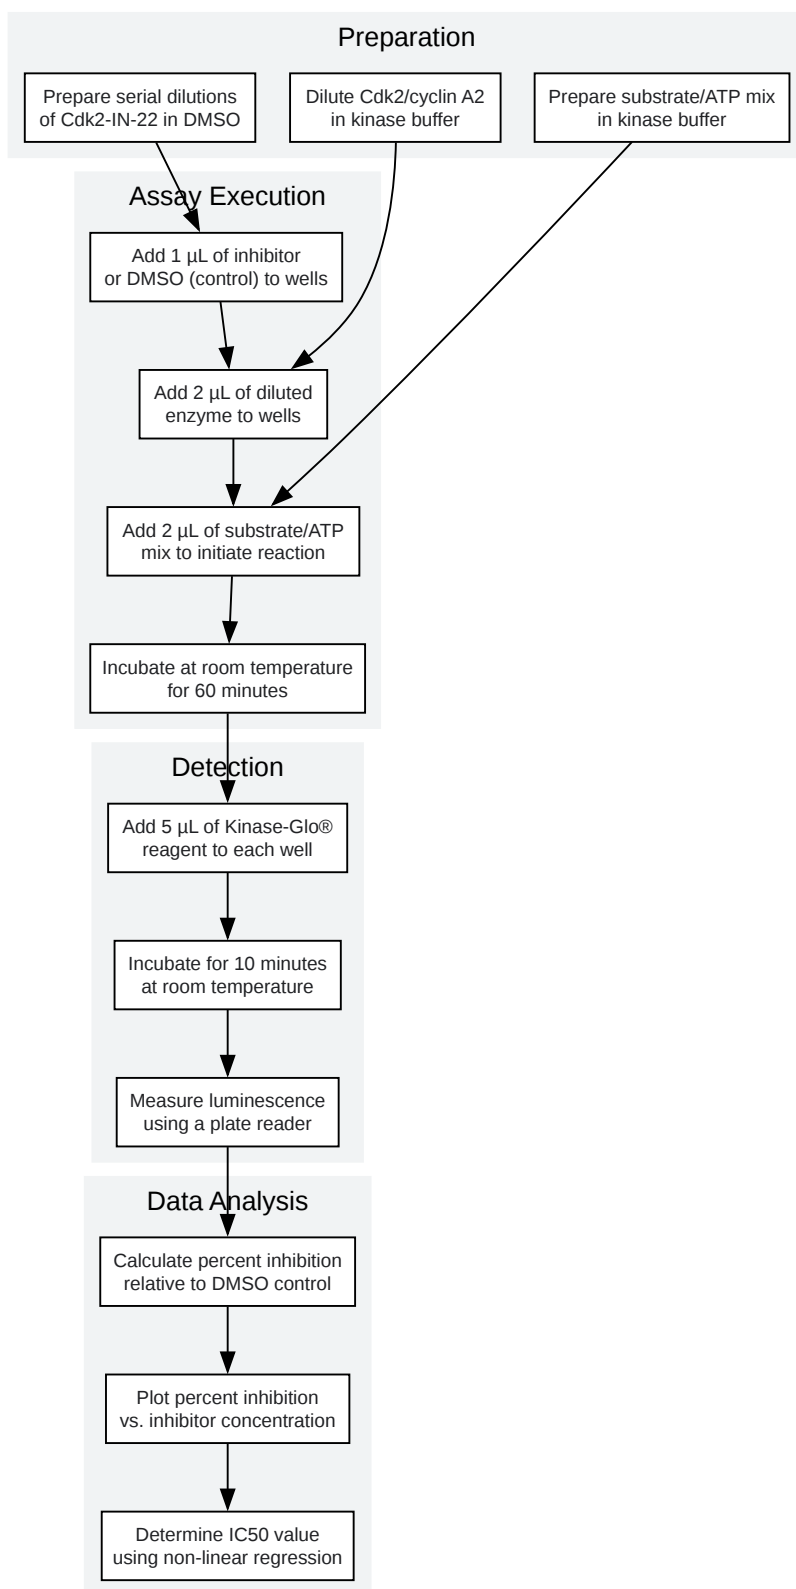 Preparation
Prepare serial dilutions
of Cdk2-IN-22 in DMSO
Dilute Cdk2/cyclin A2
in kinase buffer
Prepare substrate/ATP mix
in kinase buffer
Assay Execution
Add 1 µL of inhibitor
or DMSO (control) to wells
Add 2 µL of diluted
enzyme to wells
Add 2 µL of substrate/ATP
mix to initiate reaction
Incubate at room temperature
for 60 minutes
Detection
Add 5 µL of Kinase-Glo®
reagent to each well
Incubate for 10 minutes
at room temperature
Measure luminescence
using a plate reader
Data Analysis
Calculate percent inhibition
relative to DMSO control
Plot percent inhibition
vs. inhibitor concentration
Determine IC50 value
using non-linear regression